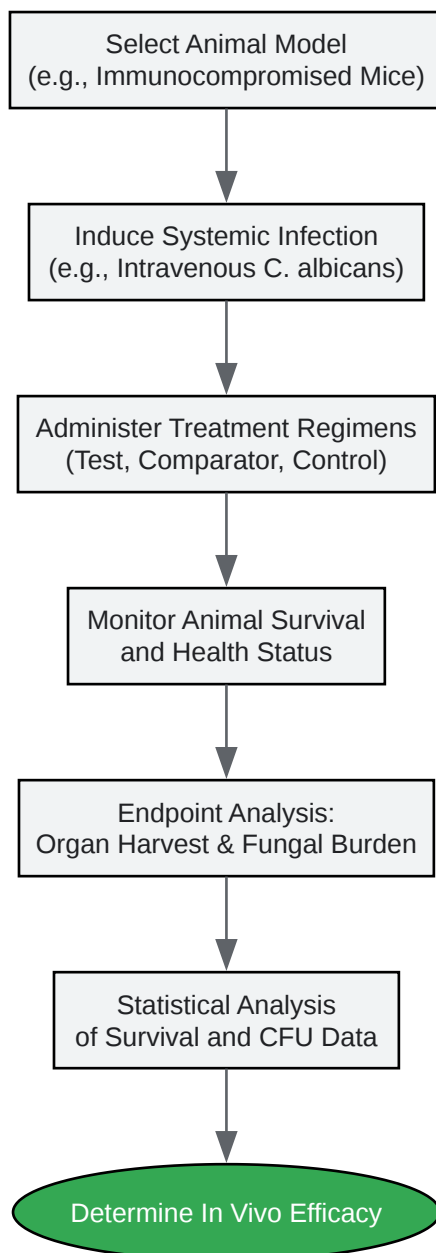 Select Animal Model
(e.g., Immunocompromised Mice)
Induce Systemic Infection
(e.g., Intravenous C. albicans)
Administer Treatment Regimens
(Test, Comparator, Control)
Monitor Animal Survival
and Health Status
Endpoint Analysis:
Organ Harvest & Fungal Burden
Statistical Analysis
of Survival and CFU Data
Determine In Vivo Efficacy